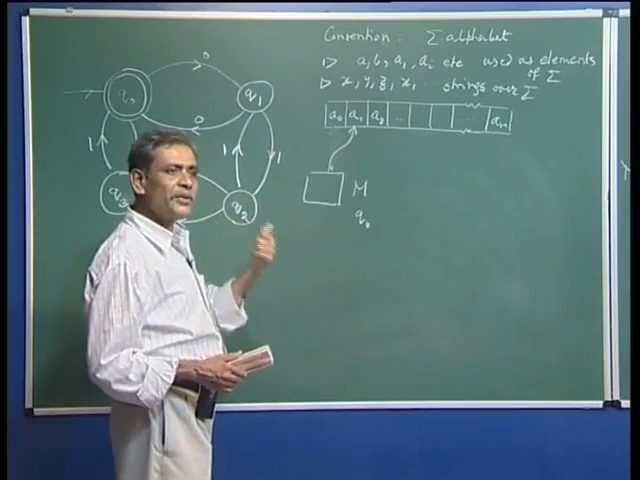 Convention: Σ alphabet
1> a, b, a₁, aᵢ etc used as elements of Σ
▷ x, y, z, x₁ .. strings over Σ
a₀ a₁ a₂ .. ... aₙ
M
q₀
q₀ 0 q₁
0
1 1 1
q₃ q₂